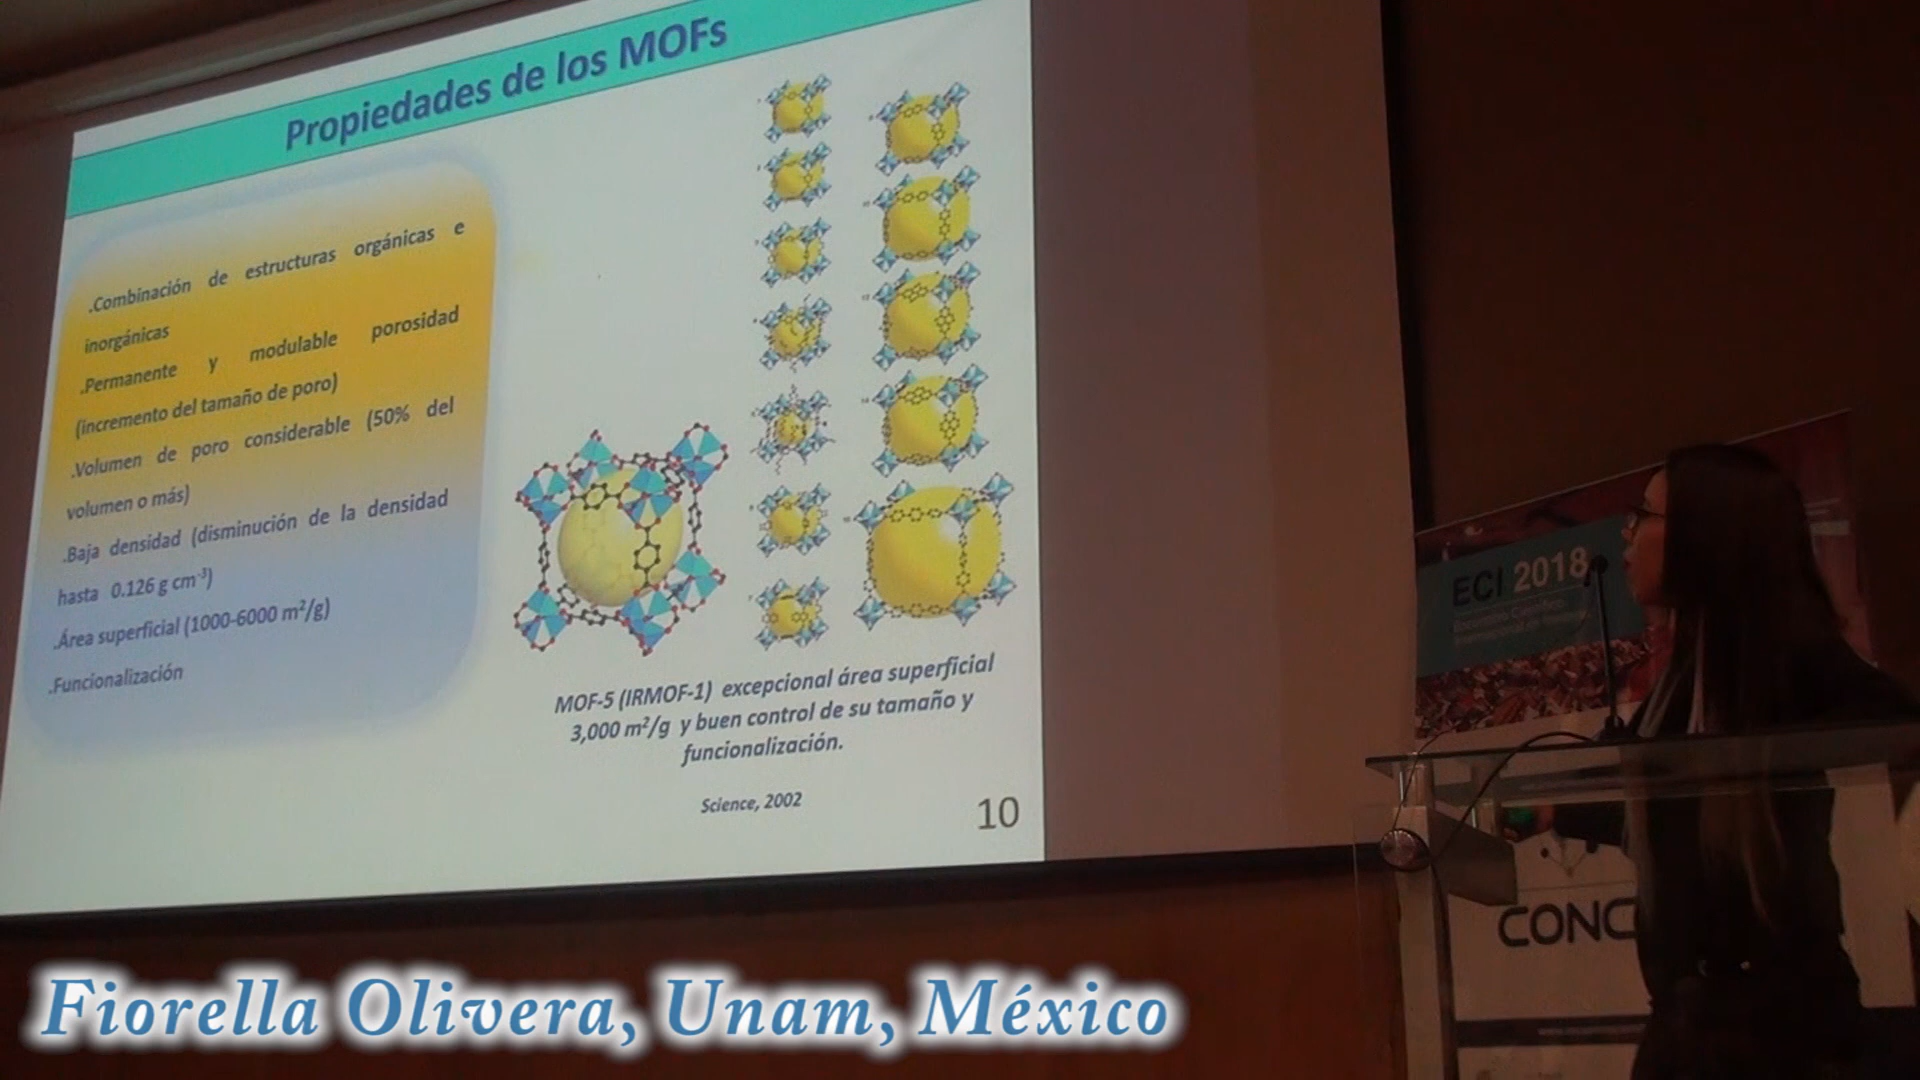 Propiedades de los MOFs
.Combinación de estructuras orgánicas e
inorgánicas
.Permanente y modulable porosidad
(incremento del tamaño de poro)
.Volumen de poro considerable (50% del
volumen o más)
.Baja densidad (disminución de la densidad
hasta 0.126 g cm⁻³)
.Área superficial (1000-6000 m²/g)
.Funcionalización
MOF-5 (IRMOF-1) excepcional área superficial
3,000 m²/g y buen control de su tamaño y
funcionalización.
Science, 2002
10
ECI 2018
Encuentro Científico
CONC
Fiorella Olivera, Unam, México